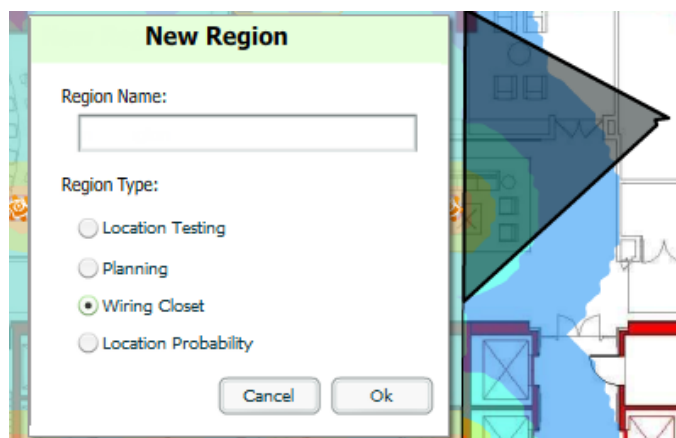 New Region
Region Name:
Region Type:
Location Testing
Planning
Wiring Closet
Location Probability
Cancel Ok